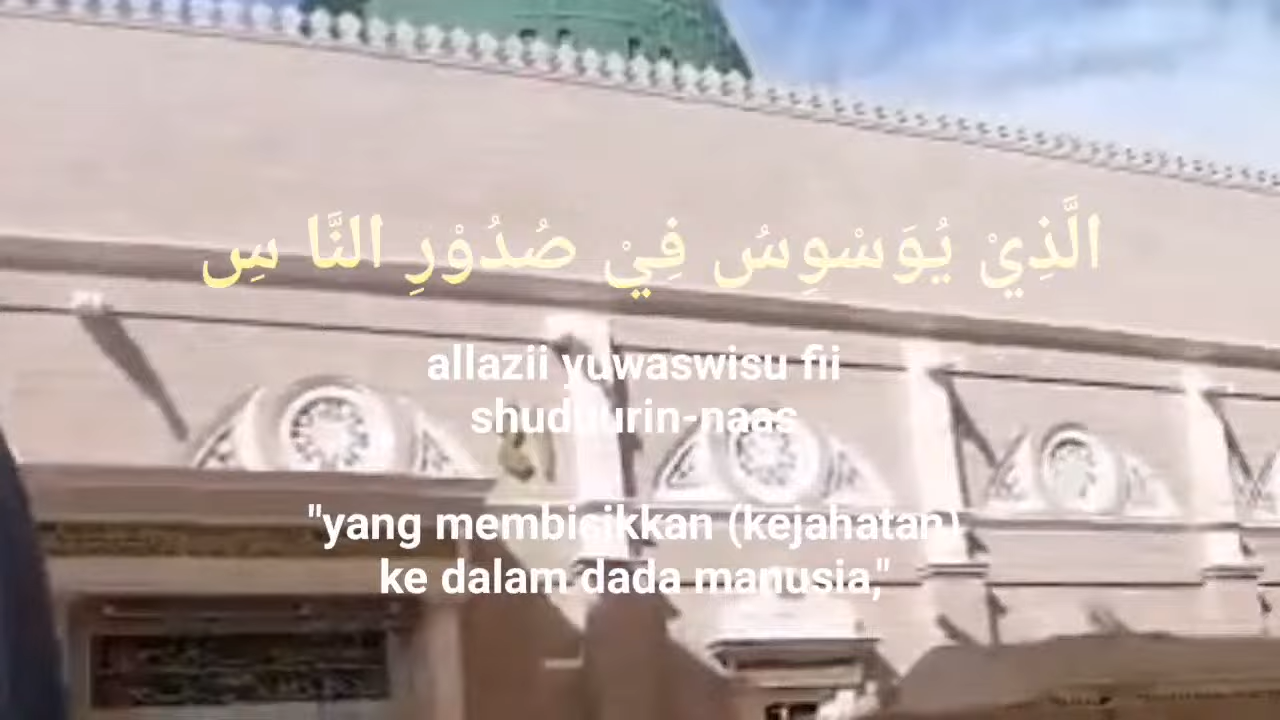 الَّذِيْ يُوَسْوِسُ فِيْ صُدُوْرِ النَّا سِ
allazii yuwaswisu fii
shuduurin-naas
"yang membisikkan (kejahatan)
ke dalam dada manusia,"